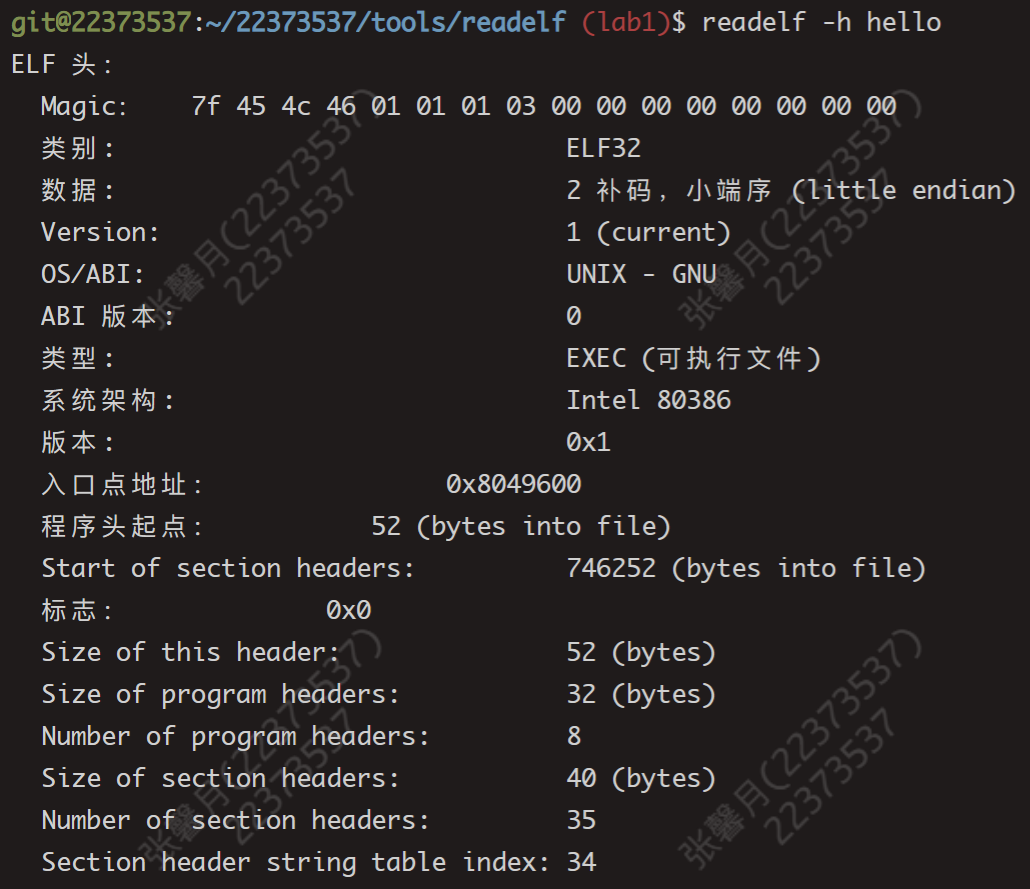 git@22373537:~/22373537/tools/readelf (lab1)$ readelf -h hello
ELF 头:
  Magic:   7f 45 4c 46 01 01 01 03 00 00 00 00 00 00 00 00
  类别:                              ELF32
  数据:                              2 补码，小端序 (little endian)
  Version:                           1 (current)
  OS/ABI:                            UNIX - GNU
  ABI 版本:                          0
  类型:                              EXEC (可执行文件)
  系统架构:                          Intel 80386
  版本:                              0x1
  入口点地址:               0x8049600
  程序头起点:          52 (bytes into file)
  Start of section headers:          746252 (bytes into file)
  标志:             0x0
  Size of this header:               52 (bytes)
  Size of program headers:           32 (bytes)
  Number of program headers:         8
  Size of section headers:           40 (bytes)
  Number of section headers:         35
  Section header string table index: 34
张馨月(22373537)
22373537
张馨月(22373537)
22373537
张馨月(22373537)
22373537
张馨月(22373537)
22373537